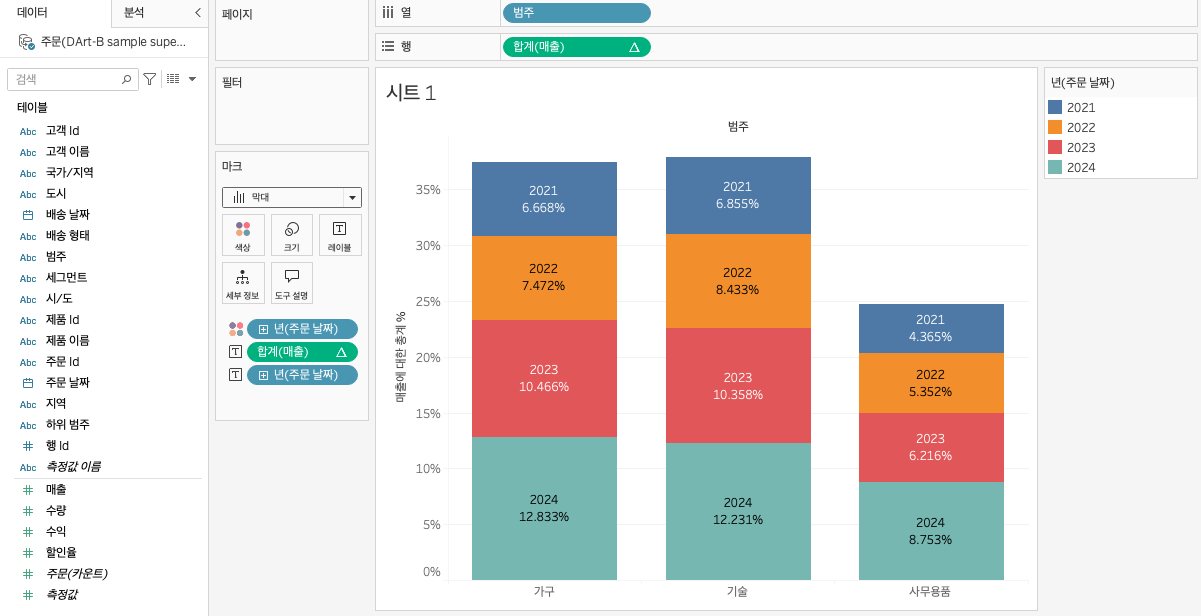 데이터
분석
주문(DArt-B sample supe...
검색
테이블
Abc 고객 Id
Abc 고객 이름
Abc 국가/지역
Abc 도시
배송 날짜
Abc 배송 형태
Abc 범주
Abc 세그먼트
Abc 시/도
Abc 제품 Id
Abc 제품 이름
Abc 주문 Id
주문 날짜
Abc 지역
Abc 하위 범주
# 행 Id
Abc 측정값 이름
# 매출
# 수량
# 수익
# 할인율
# 주문(카운트)
# 측정값
페이지
필터
마크
막대
색상
크기
T
레이블
세부 정보
도구 설명
년(주문 날짜)
T 합계(매출) △
T 년(주문 날짜)
열
범주
행
합계(매출) △
시트 1
범주
매출에 대한 총계 %
35%
30%
25%
20%
15%
10%
5%
0%
2021
6.668%
2022
7.472%
2023
10.466%
2024
12.833%
가구
2021
6.855%
2022
8.433%
2023
10.358%
2024
12.231%
기술
2021
4.365%
2022
5.352%
2023
6.216%
2024
8.753%
사무용품
년(주문 날짜)
2021
2022
2023
2024